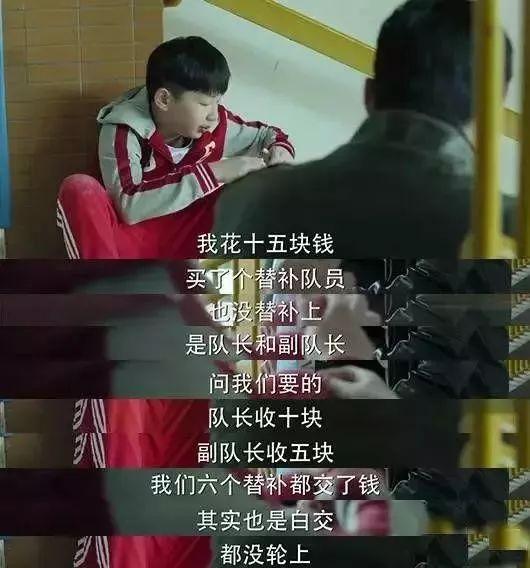 我花十五块钱
买了个替补队员
也没替补上
是队长和副队长
问我们要的
队长收十块
副队长收五块
我们六个替补都交了钱
其实也是白交
都没轮上